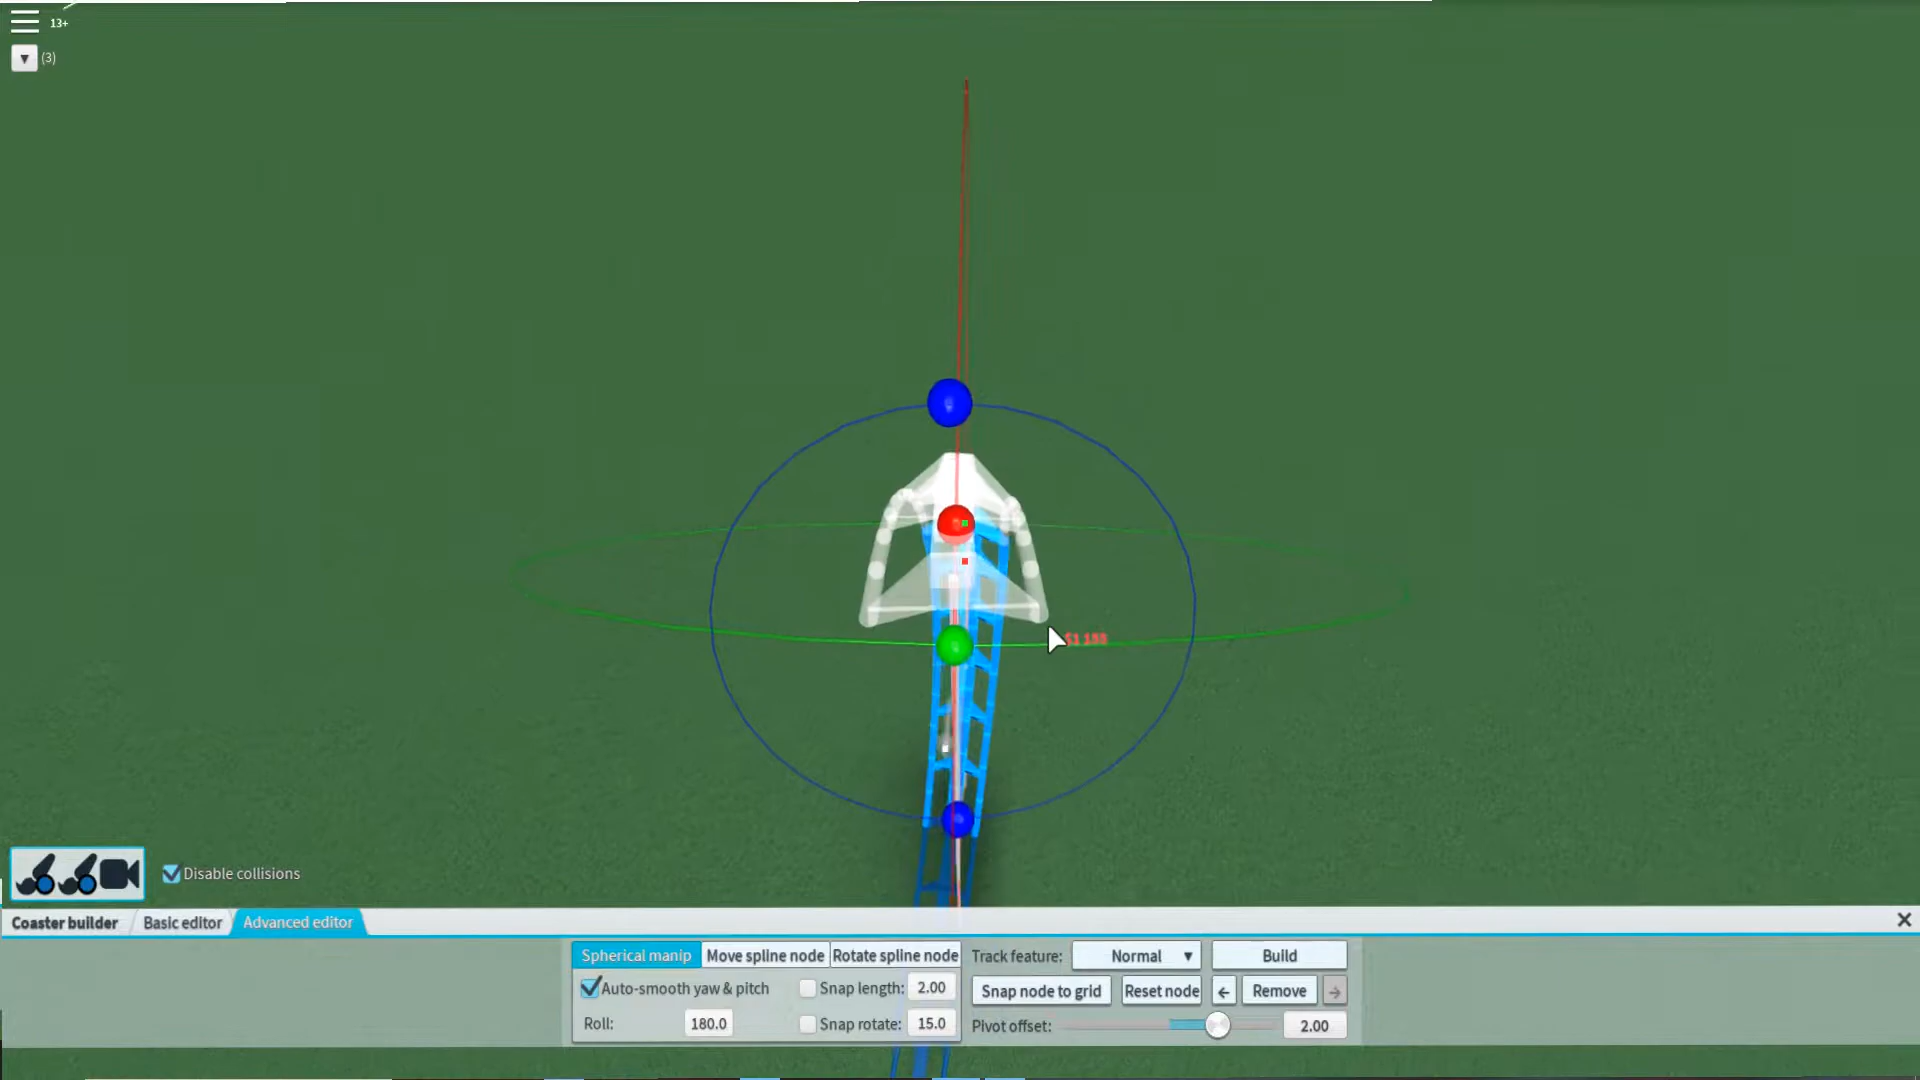 13+
▼ (3)
$1 188
Disable collisions
Coaster builder Basic editor Advanced editor
Spherical manip Move spline node Rotate spline node Track feature: Normal ▼ Build
Auto-smooth yaw & pitch Snap length: 2.00 Snap node to grid Reset node ← Remove →
Roll: 180.0 Snap rotate: 15.0 Pivot offset: 2.00